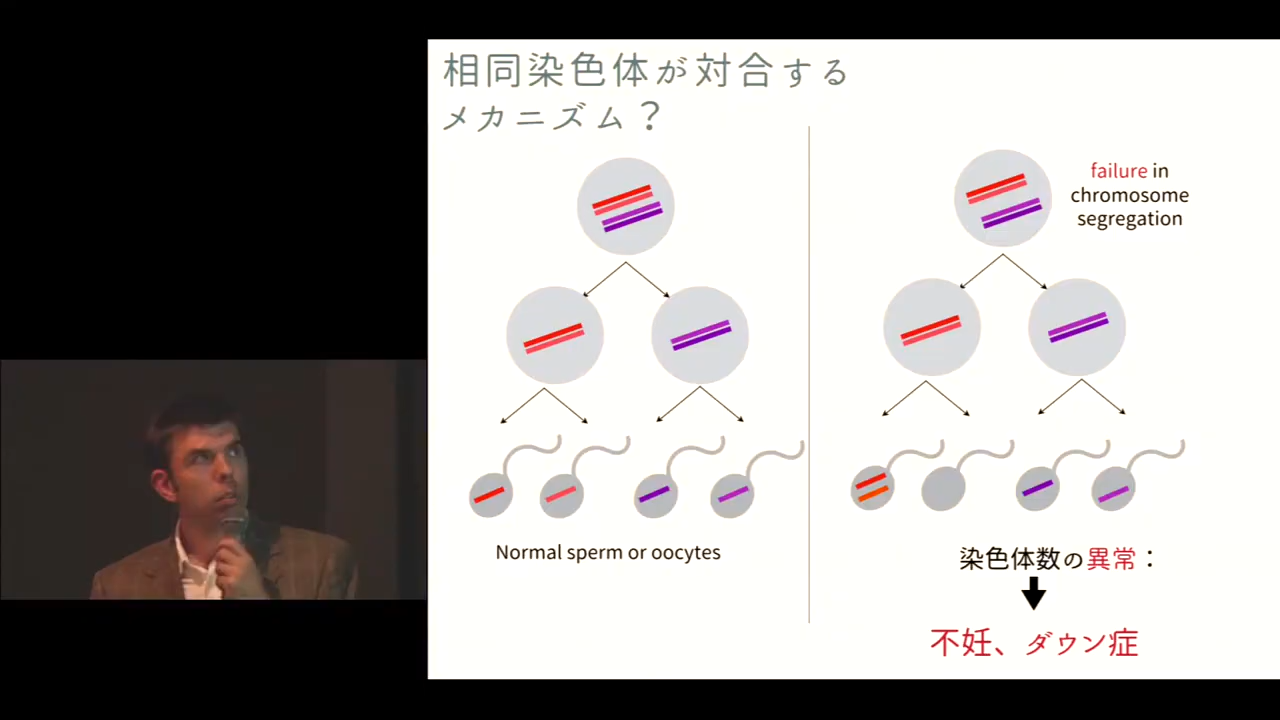 相同染色体が対合する
メカニズム？
failure in
chromosome
segregation
Normal sperm or oocytes
染色体数の異常：
不妊、ダウン症